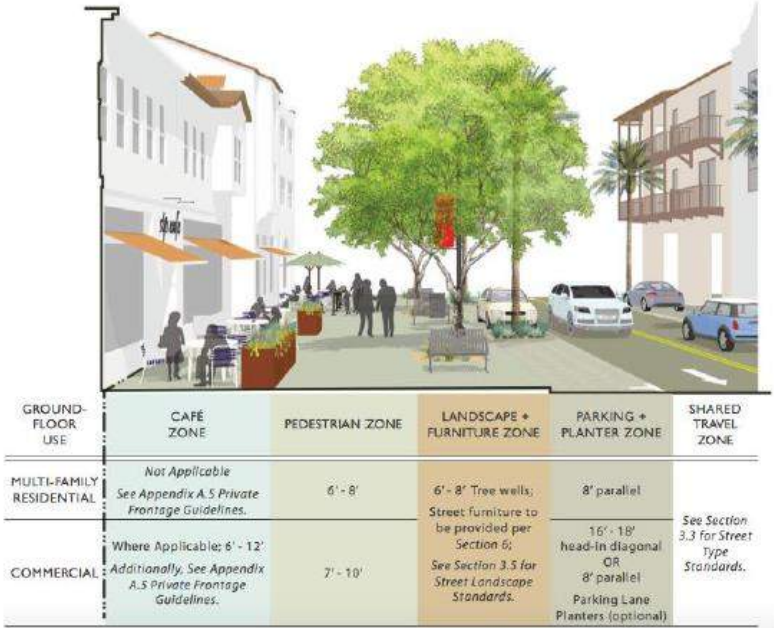 GROUND-
FLOOR
USE
CAFÉ
ZONE
PEDESTRIAN ZONE
LANDSCAPE +
FURNITURE ZONE
PARKING +
PLANTER ZONE
SHARED
TRAVEL
ZONE
MULTI-FAMILY
RESIDENTIAL
Not Applicable
See Appendix A.5 Private
Frontage Guidelines.
6' - 8'
6' - 8' Tree wells;
Street furniture to
be provided per
Section 6;
See Section 3.5 for
Street Landscape
Standards.
8' parallel
See Section
3.3 for Street
Type
Standards.
COMMERCIAL
Where Applicable; 6' - 12'
Additionally, See Appendix
A.5 Private Frontage
Guidelines.
7' - 10'
16' - 18'
head-in diagonal
OR
8' parallel
Parking Lane
Planters (optional)